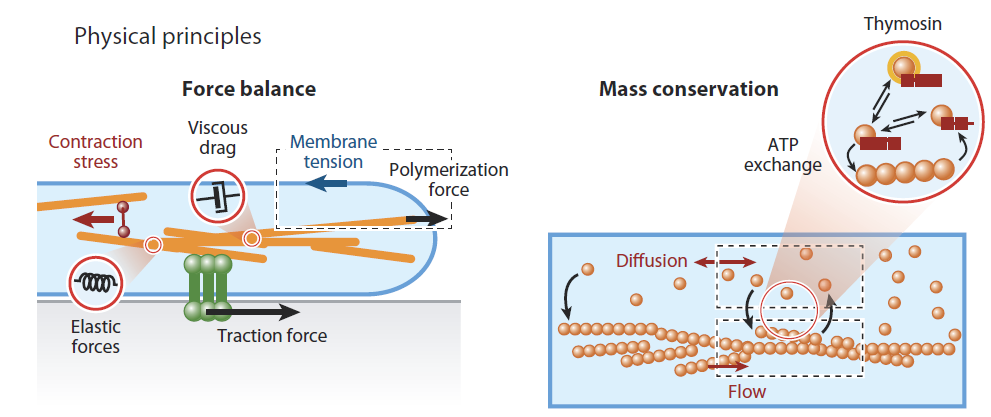 Physical principles
Force balance
Contraction
stress
Viscous
drag
Membrane
tension
Polymerization
force
Elastic
forces
Traction force
Mass conservation
Thymosin
ATP
exchange
Diffusion
Flow